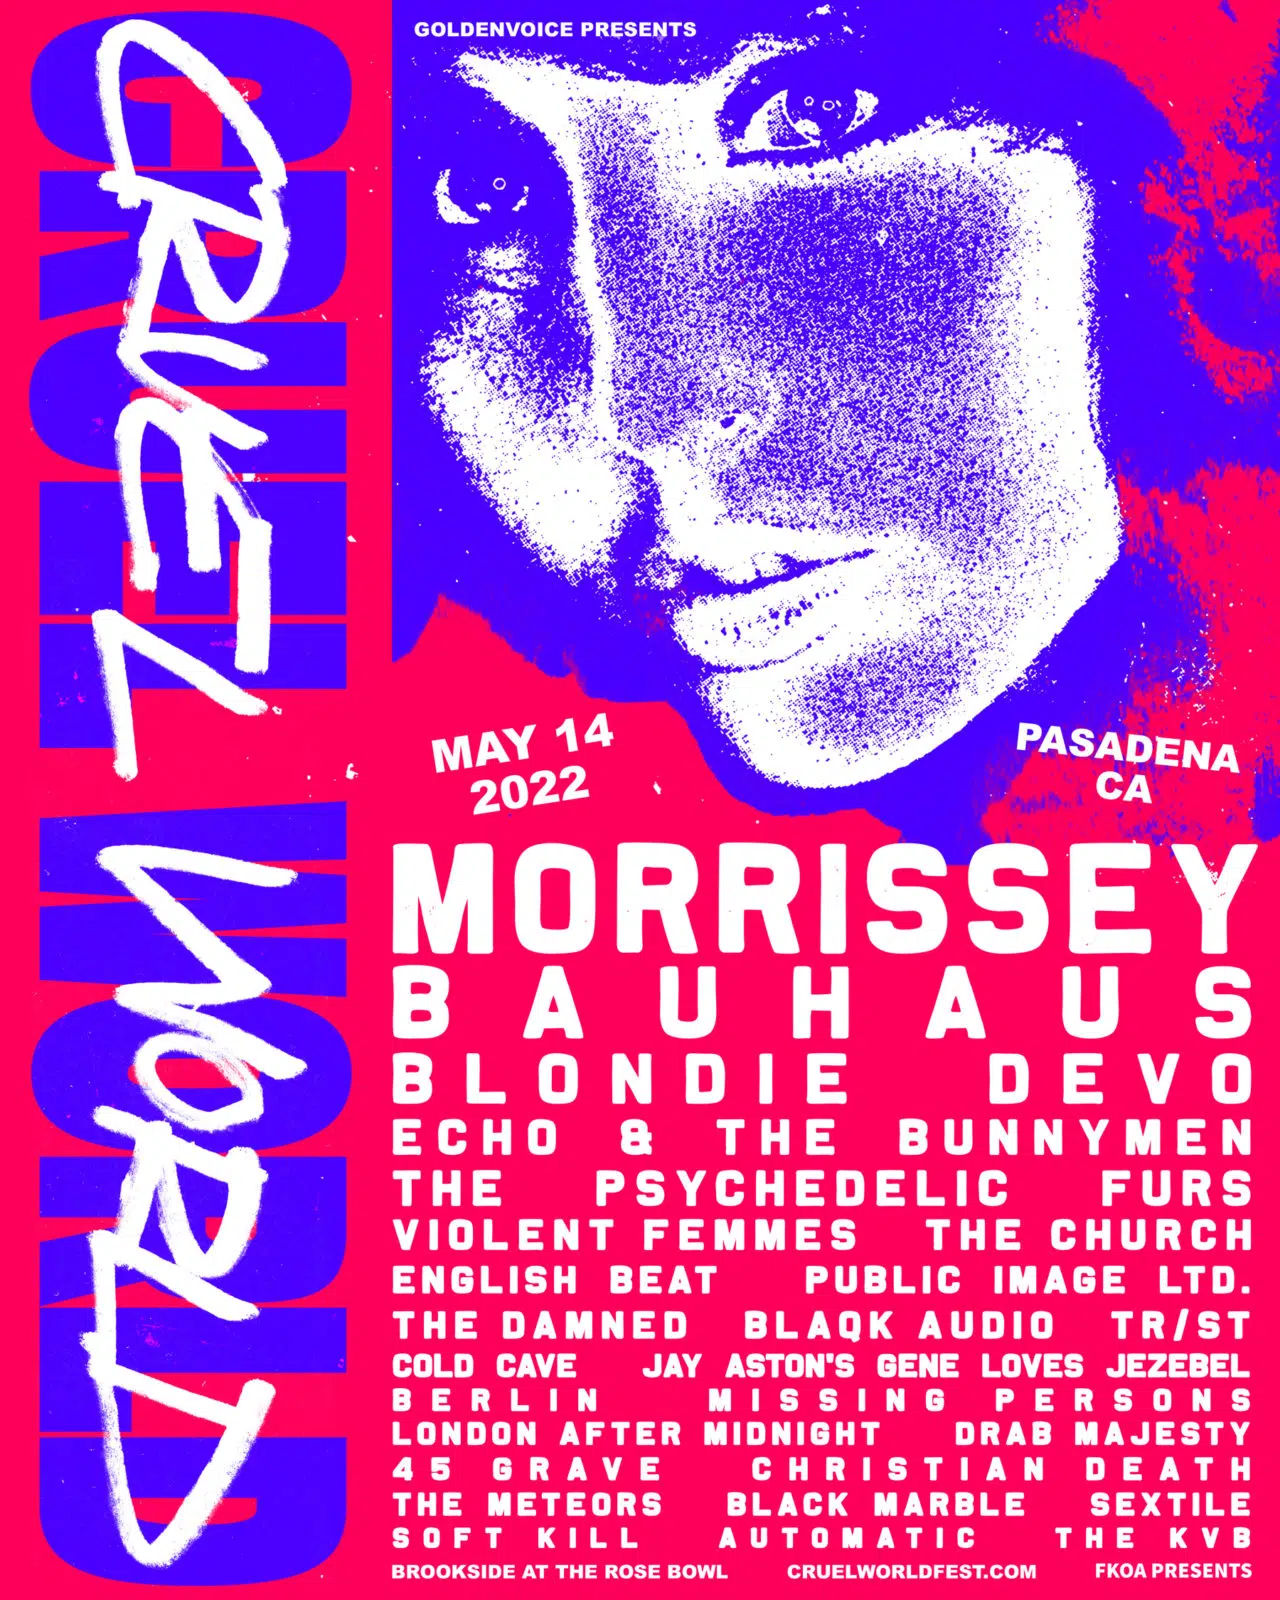 GOLDENVOICE PRESENTS
CRUEL WORLD
CRUEL WORLD
MAY 14
2022
PASADENA
CA
MORRISSEY
BAUHAUS
BLONDIE DEVO
ECHO & THE BUNNYMEN
THE PSYCHEDELIC FURS
VIOLENT FEMMES THE CHURCH
ENGLISH BEAT PUBLIC IMAGE LTD.
THE DAMNED BLAQK AUDIO TR/ST
COLD CAVE JAY ASTON'S GENE LOVES JEZEBEL
BERLIN MISSING PERSONS
LONDON AFTER MIDNIGHT DRAB MAJESTY
45 GRAVE CHRISTIAN DEATH
THE METEORS BLACK MARBLE SEXTILE
SOFT KILL AUTOMATIC THE KVB
BROOKSIDE AT THE ROSE BOWL CRUELWORLDFEST.COM FKOA PRESENTS